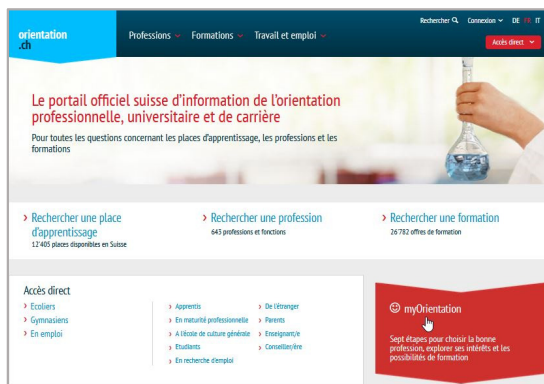 Rechercher Connexion DE FR IT
orientation
.ch
Professions Formations Travail et emploi
Accès direct
Le portail officiel suisse d'information de l'orientation
professionnelle, universitaire et de carrière
Pour toutes les questions concernant les places d'apprentissage, les professions et les
formations
Rechercher une place
d'apprentissage
12'405 places disponibles en Suisse
Rechercher une profession
643 professions et fonctions
Rechercher une formation
26 782 offres de formation
Accès direct
Ecoliers
Gymnasiens
En emploi
Apprentis
En maturité professionnelle
A l'école de culture générale
Etudiants
En recherche d'emploi
De l'étranger
Parents
Enseignant/e
Conseiller/ère
myOrientation
Sept étapes pour choisir la bonne
profession, explorer ses intérêts et les
possibilités de formation